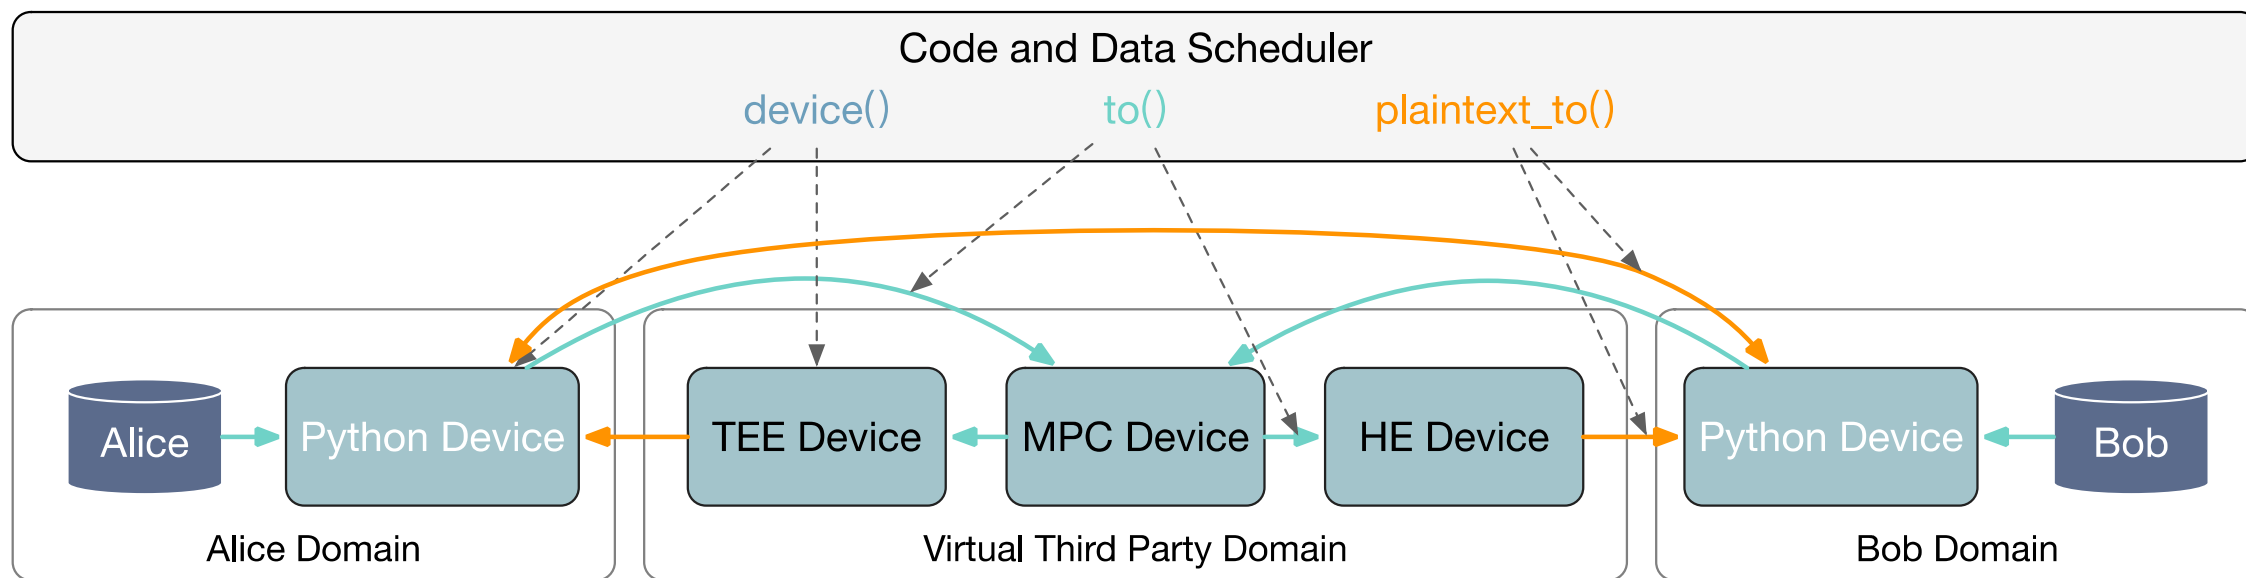 Code and Data Scheduler
device() to() plaintext_to()
Alice Python Device TEE Device MPC Device HE Device Python Device Bob
Alice Domain Virtual Third Party Domain Bob Domain